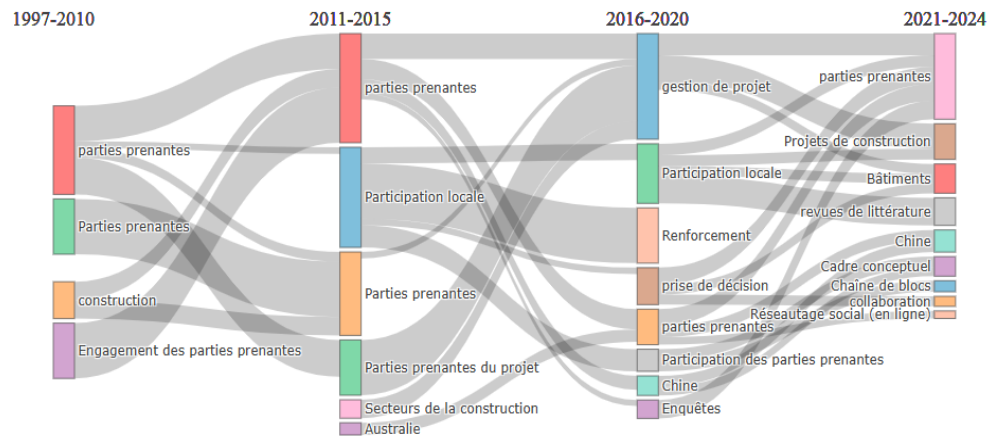 1997-2010
2011-2015
2016-2020
2021-2024
parties prenantes
Parties prenantes
construction
Engagement des parties prenantes
parties prenantes
Participation locale
Parties prenantes
Parties prenantes du projet
Secteurs de la construction
Australie
gestion de projet
Participation locale
Renforcement
prise de décision
parties prenantes
Participation des parties prenantes
Chine
Enquêtes
parties prenantes
Projets de construction
Bâtiments
revues de littérature
Chine
Cadre conceptuel
Chaîne de blocs
collaboration
Réseautage social (en ligne)